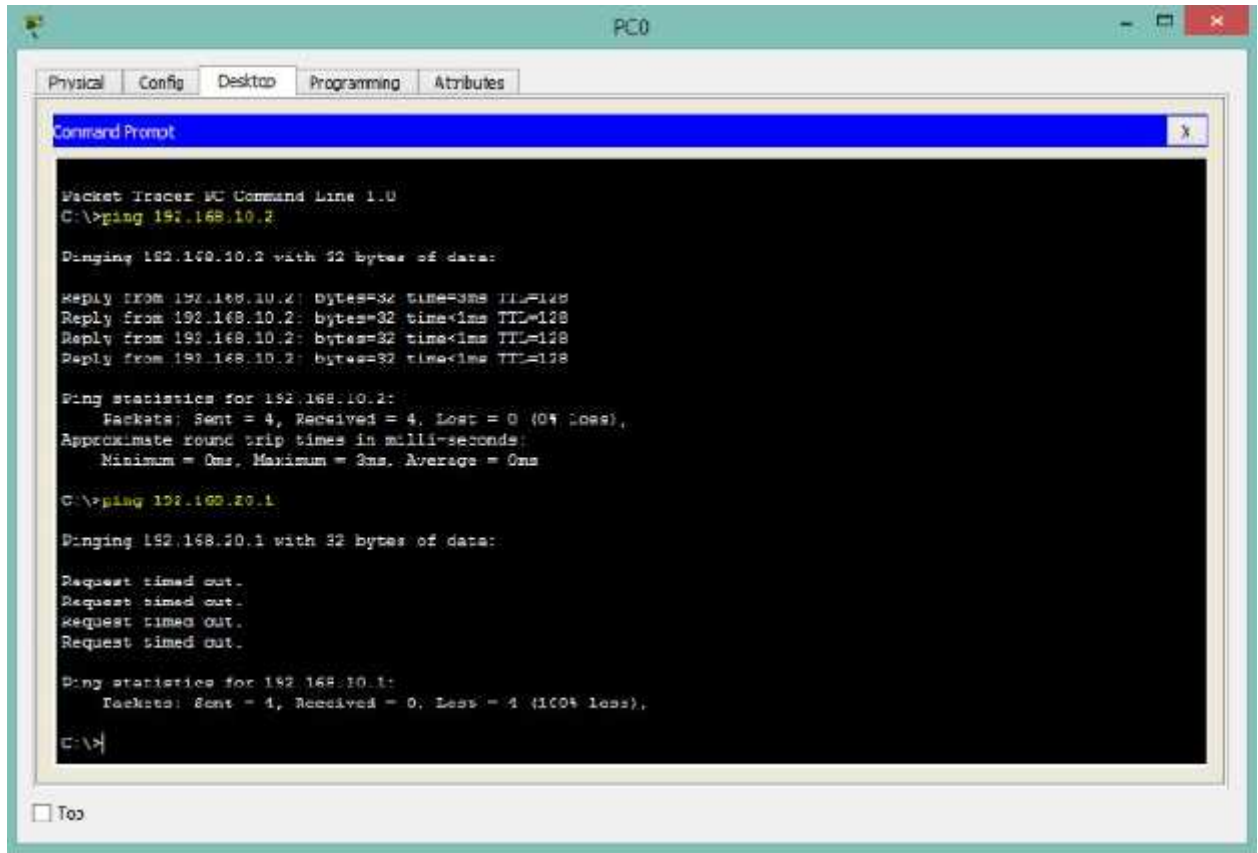 PC0
Physical Config Desktop Programming Attributes
Command Prompt X
Packet Tracer PC Command Line 1.0
C:\>ping 192.168.10.2
Pinging 192.168.10.2 with 32 bytes of data:
Reply from 192.168.10.2: bytes=32 time=3ms TTL=128
Reply from 192.168.10.2: bytes=32 time<1ms TTL=128
Reply from 192.168.10.2: bytes=32 time<1ms TTL=128
Reply from 192.168.10.2: bytes=32 time<1ms TTL=128
Ping statistics for 192.168.10.2:
Packets: Sent = 4, Received = 4, Lost = 0 (0% loss),
Approximate round trip times in milli-seconds:
Minimum = 0ms, Maximum = 3ms, Average = 0ms
C:\>ping 192.168.20.1
Pinging 192.168.20.1 with 32 bytes of data:
Request timed out.
Request timed out.
Request timed out.
Request timed out.
Ping statistics for
Packets: Sent = 4, Received = 0, Lost = 4 (100% loss),
C:\>
Top